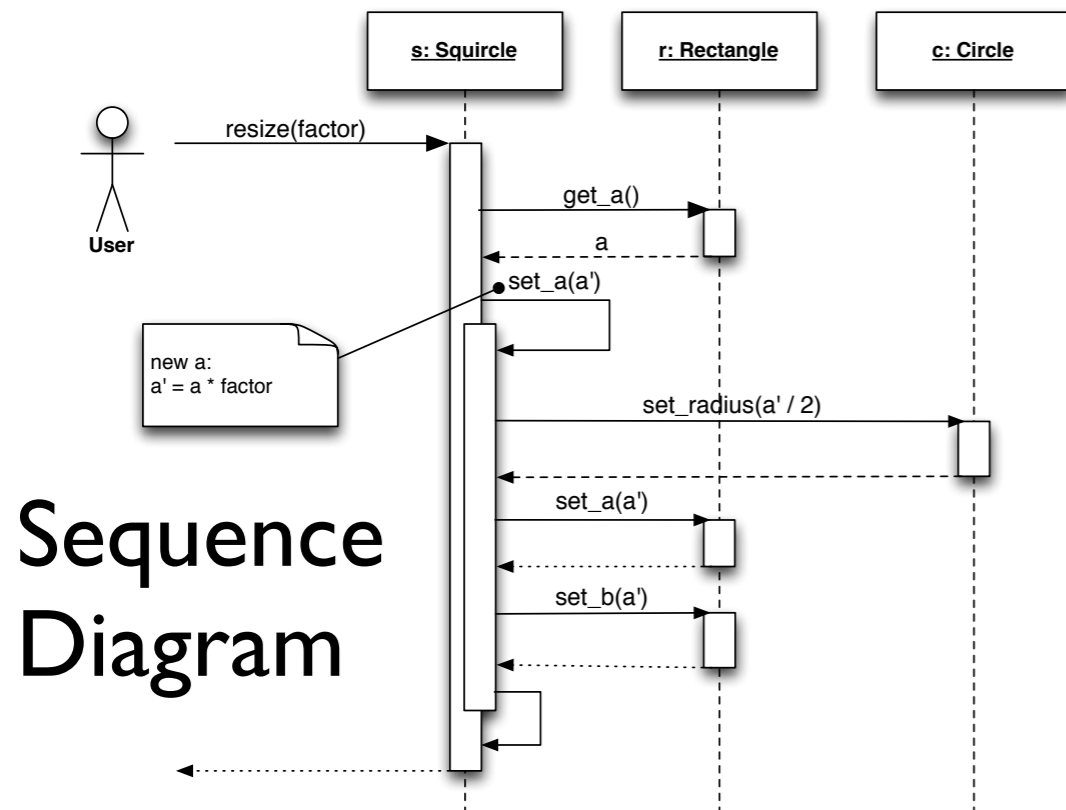 s: Squircle
r: Rectangle
c: Circle
resize(factor)
User
get_a()
a
set_a(a')
new a:
a' = a * factor
set_radius(a' / 2)
set_a(a')
set_b(a')
Sequence
Diagram